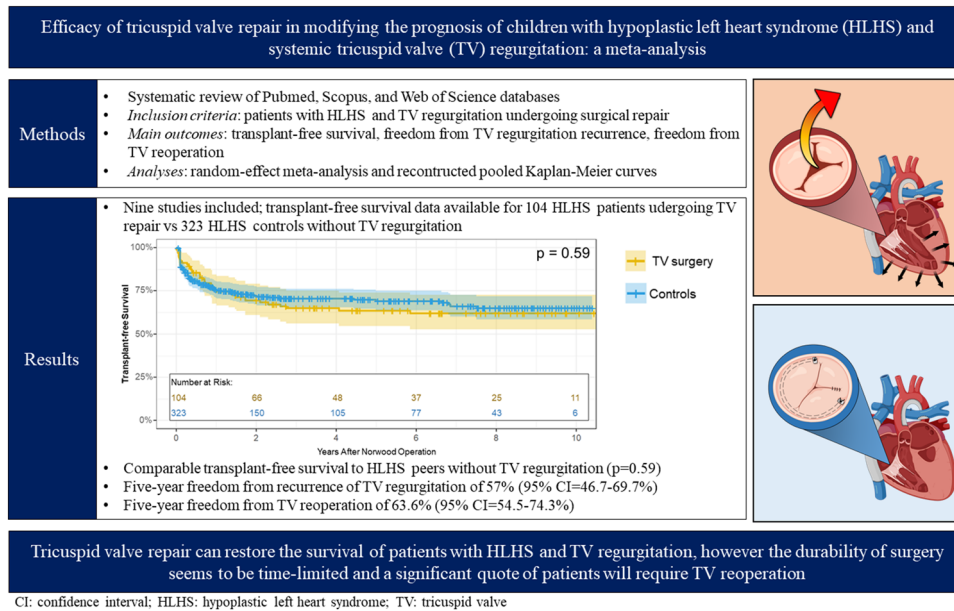 Efficacy of tricuspid valve repair in modifying the prognosis of children with hypoplastic left heart syndrome (HLHS) and
systemic tricuspid valve (TV) regurgitation: a meta-analysis
Methods
• Systematic review of Pubmed, Scopus, and Web of Science databases
• Inclusion criteria: patients with HLHS and TV regurgitation undergoing surgical repair
• Main outcomes: transplant-free survival, freedom from TV regurgitation recurrence, freedom from
TV reoperation
• Analyses: random-effect meta-analysis and recontructed pooled Kaplan-Meier curves
Results
• Nine studies included; transplant-free survival data available for 104 HLHS patients udergoing TV
repair vs 323 HLHS controls without TV regurgitation
Transplant-free Survival
100%
75%
50%
25%
0%
p = 0.59
TV surgery
Controls
Number at Risk:
104 66 48 37 25 11
323 150 105 77 43 6
0 2 4 6 8 10
Years After Norwood Operation
• Comparable transplant-free survival to HLHS peers without TV regurgitation (p=0.59)
• Five-year freedom from recurrence of TV regurgitation of 57% (95% CI=46.7-69.7%)
• Five-year freedom from TV reoperation of 63.6% (95% CI=54.5-74.3%)
Tricuspid valve repair can restore the survival of patients with HLHS and TV regurgitation, however the durability of surgery
seems to be time-limited and a significant quote of patients will require TV reoperation
CI: confidence interval; HLHS: hypoplastic left heart syndrome; TV: tricuspid valve